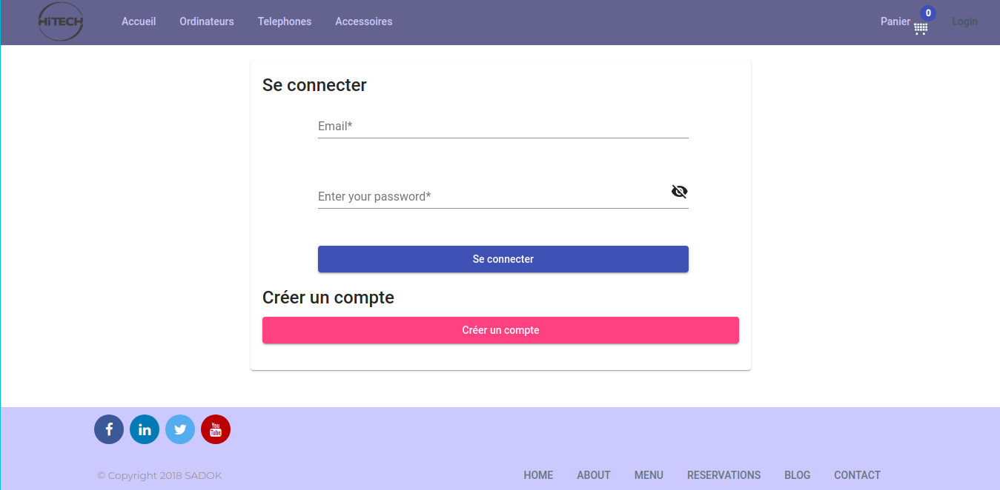 HiTECH Accueil Ordinateurs Telephones Accessoires Panier 0 Login
Se connecter
Email*
Enter your password*
Se connecter
Créer un compte
Créer un compte
f in You Tube
© Copyright 2018 SADOK HOME ABOUT MENU RESERVATIONS BLOG CONTACT